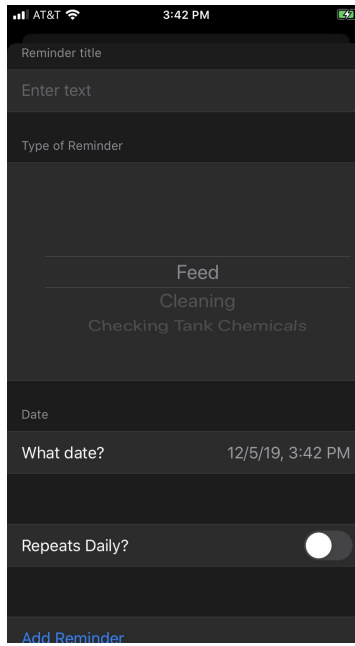 AT&T 3:42 PM
Reminder title
Enter text
Type of Reminder
Feed
Cleaning
Checking Tank Chemicals
Date
What date? 12/5/19, 3:42 PM
Repeats Daily?
Add Reminder